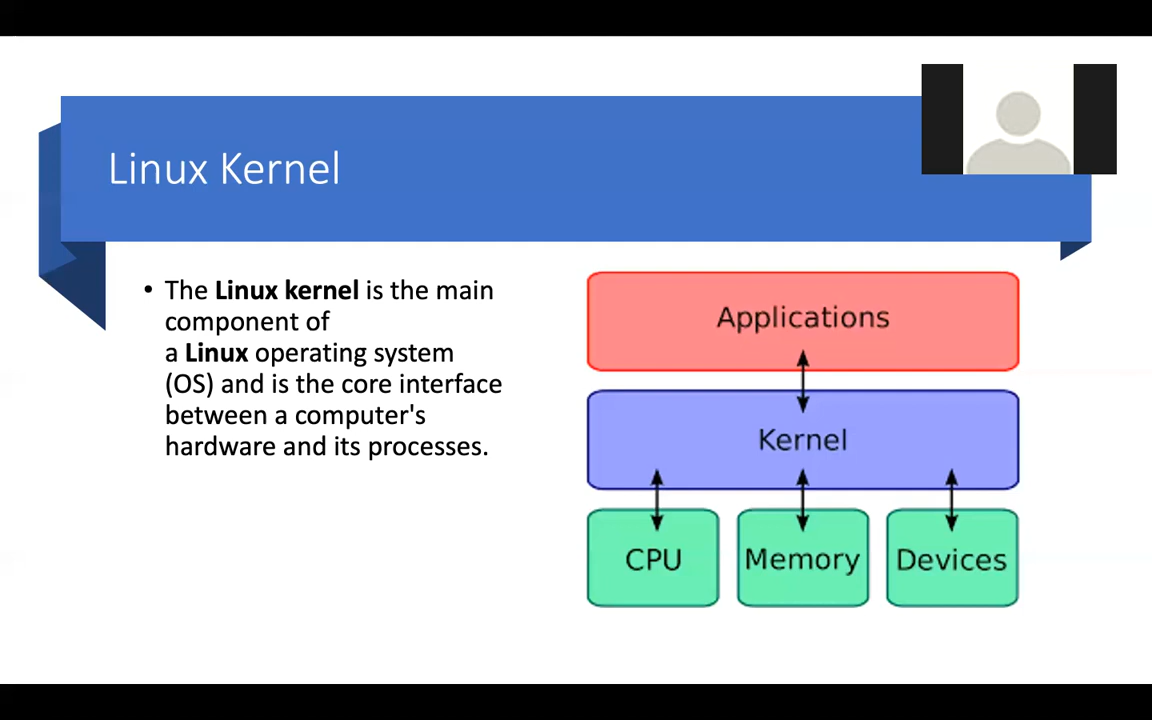 Linux Kernel
• The Linux kernel is the main
component of
a Linux operating system
(OS) and is the core interface
between a computer's
hardware and its processes.
Applications
Kernel
CPU Memory Devices